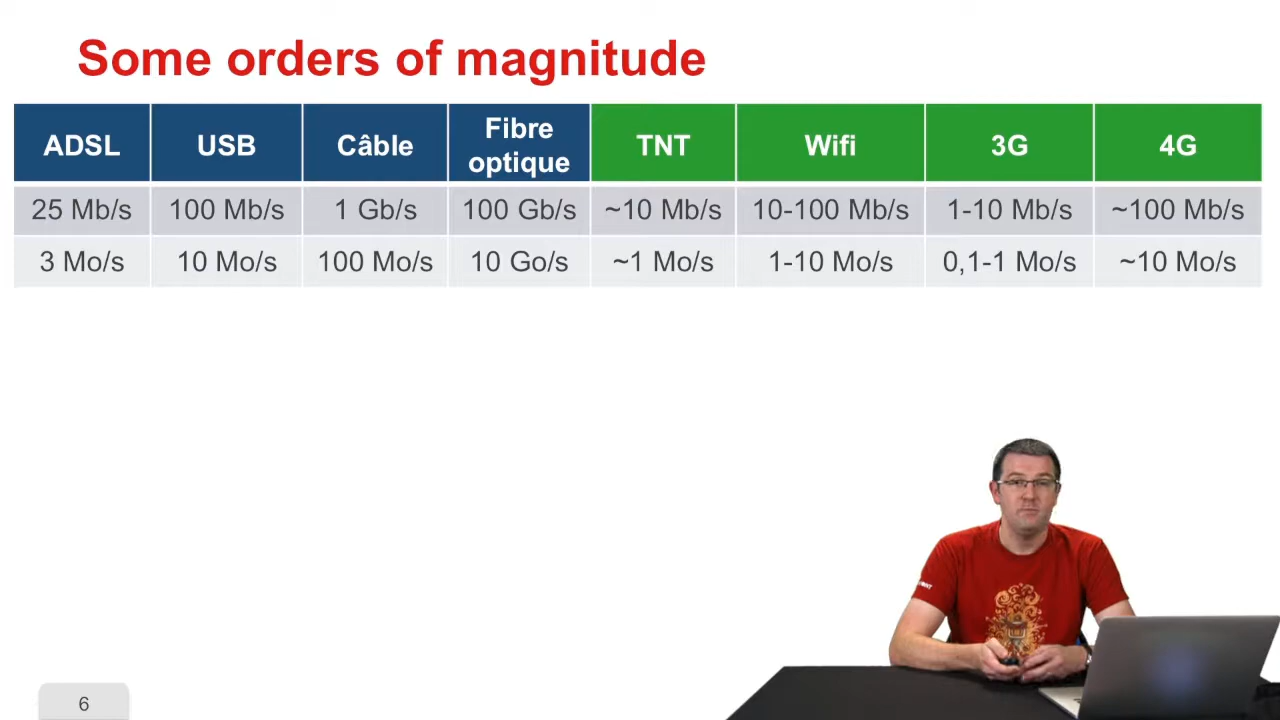 Some orders of magnitude
ADSL USB Câble Fibre optique TNT Wifi 3G 4G
25 Mb/s 100 Mb/s 1 Gb/s 100 Gb/s ~10 Mb/s 10-100 Mb/s 1-10 Mb/s ~100 Mb/s
3 Mo/s 10 Mo/s 100 Mo/s 10 Go/s ~1 Mo/s 1-10 Mo/s 0,1-1 Mo/s ~10 Mo/s
6